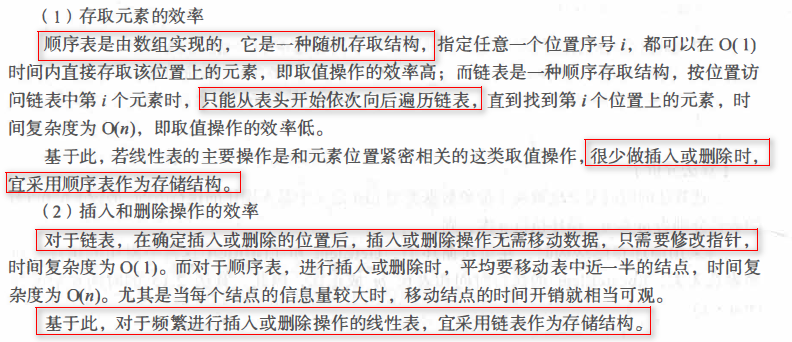 （1）存取元素的效率
顺序表是由数组实现的，它是一种随机存取结构，指定任意一个位置序号 i，都可以在 O(1)
时间内直接存取该位置上的元素，即取值操作的效率高；而链表是一种顺序存取结构，按位置访
问链表中第 i 个元素时，只能从表头开始依次向后遍历链表，直到找到第 i 个位置上的元素，时
间复杂度为 O(n)，即取值操作的效率低。
基于此，若线性表的主要操作是和元素位置紧密相关的这类取值操作，很少做插入或删除时，
宜采用顺序表作为存储结构。
（2）插入和删除操作的效率
对于链表，在确定插入或删除的位置后，插入或删除操作无需移动数据，只需要修改指针，
时间复杂度为 O(1)。而对于顺序表，进行插入或删除时，平均要移动表中近一半的结点，时间复
杂度为 O(n)。尤其是当每个结点的信息量较大时，移动结点的时间开销就相当可观。
基于此，对于频繁进行插入或删除操作的线性表，宜采用链表作为存储结构。